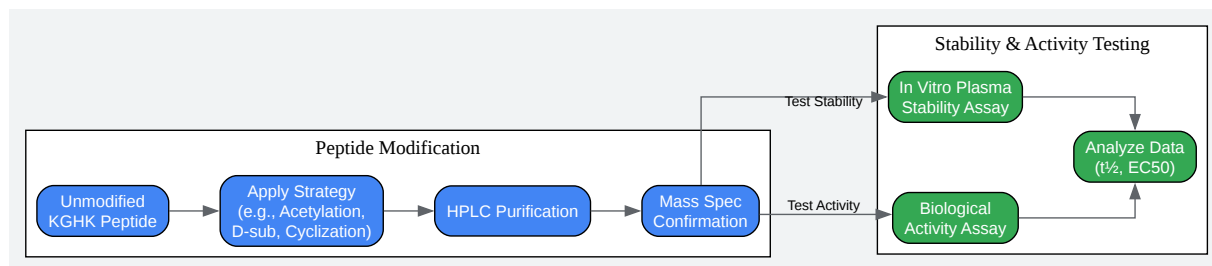 Peptide Modification
Unmodified
KGHK Peptide
Apply Strategy
(e.g., Acetylation,
D-sub, Cyclization)
HPLC Purification
Mass Spec
Confirmation
Test Stability
Test Activity
Stability & Activity Testing
In Vitro Plasma
Stability Assay
Biological
Activity Assay
Analyze Data
(t½, EC50)